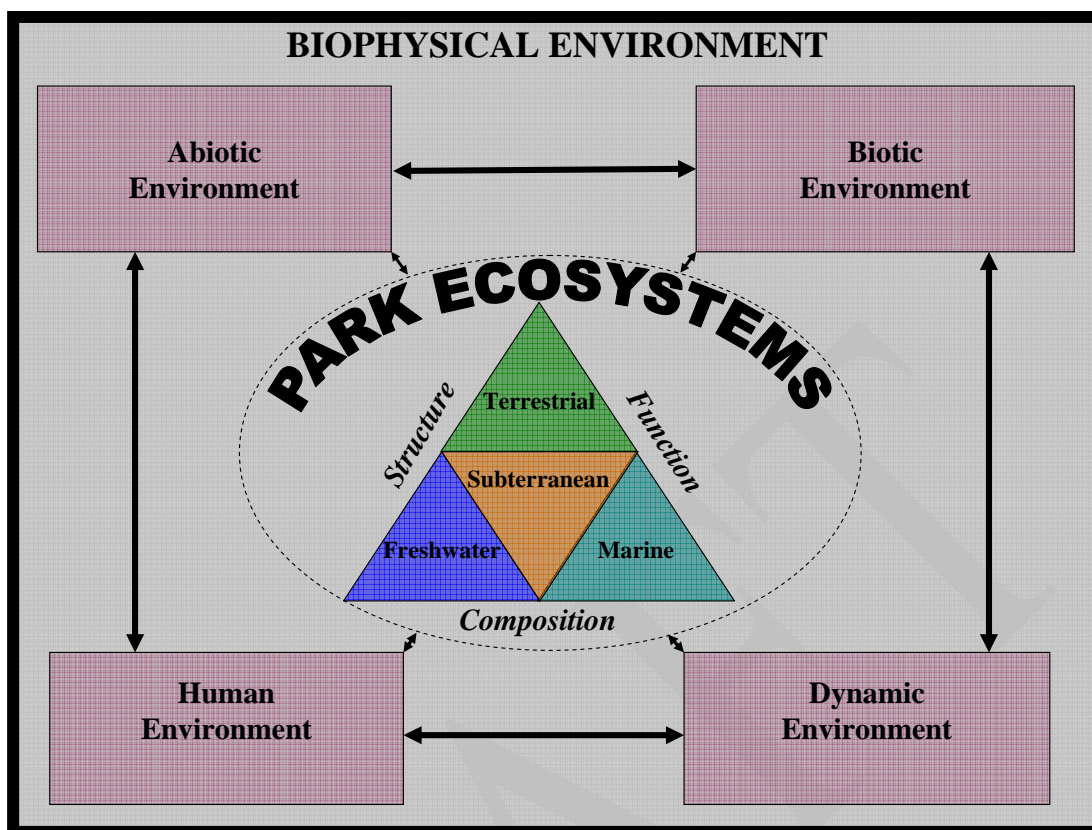 BIOPHYSICAL ENVIRONMENT
Abiotic
Environment
Biotic
Environment
PARK ECOSYSTEMS
Structure
Function
Terrestrial
Subterranean
Freshwater
Marine
Composition
Human
Environment
Dynamic
Environment